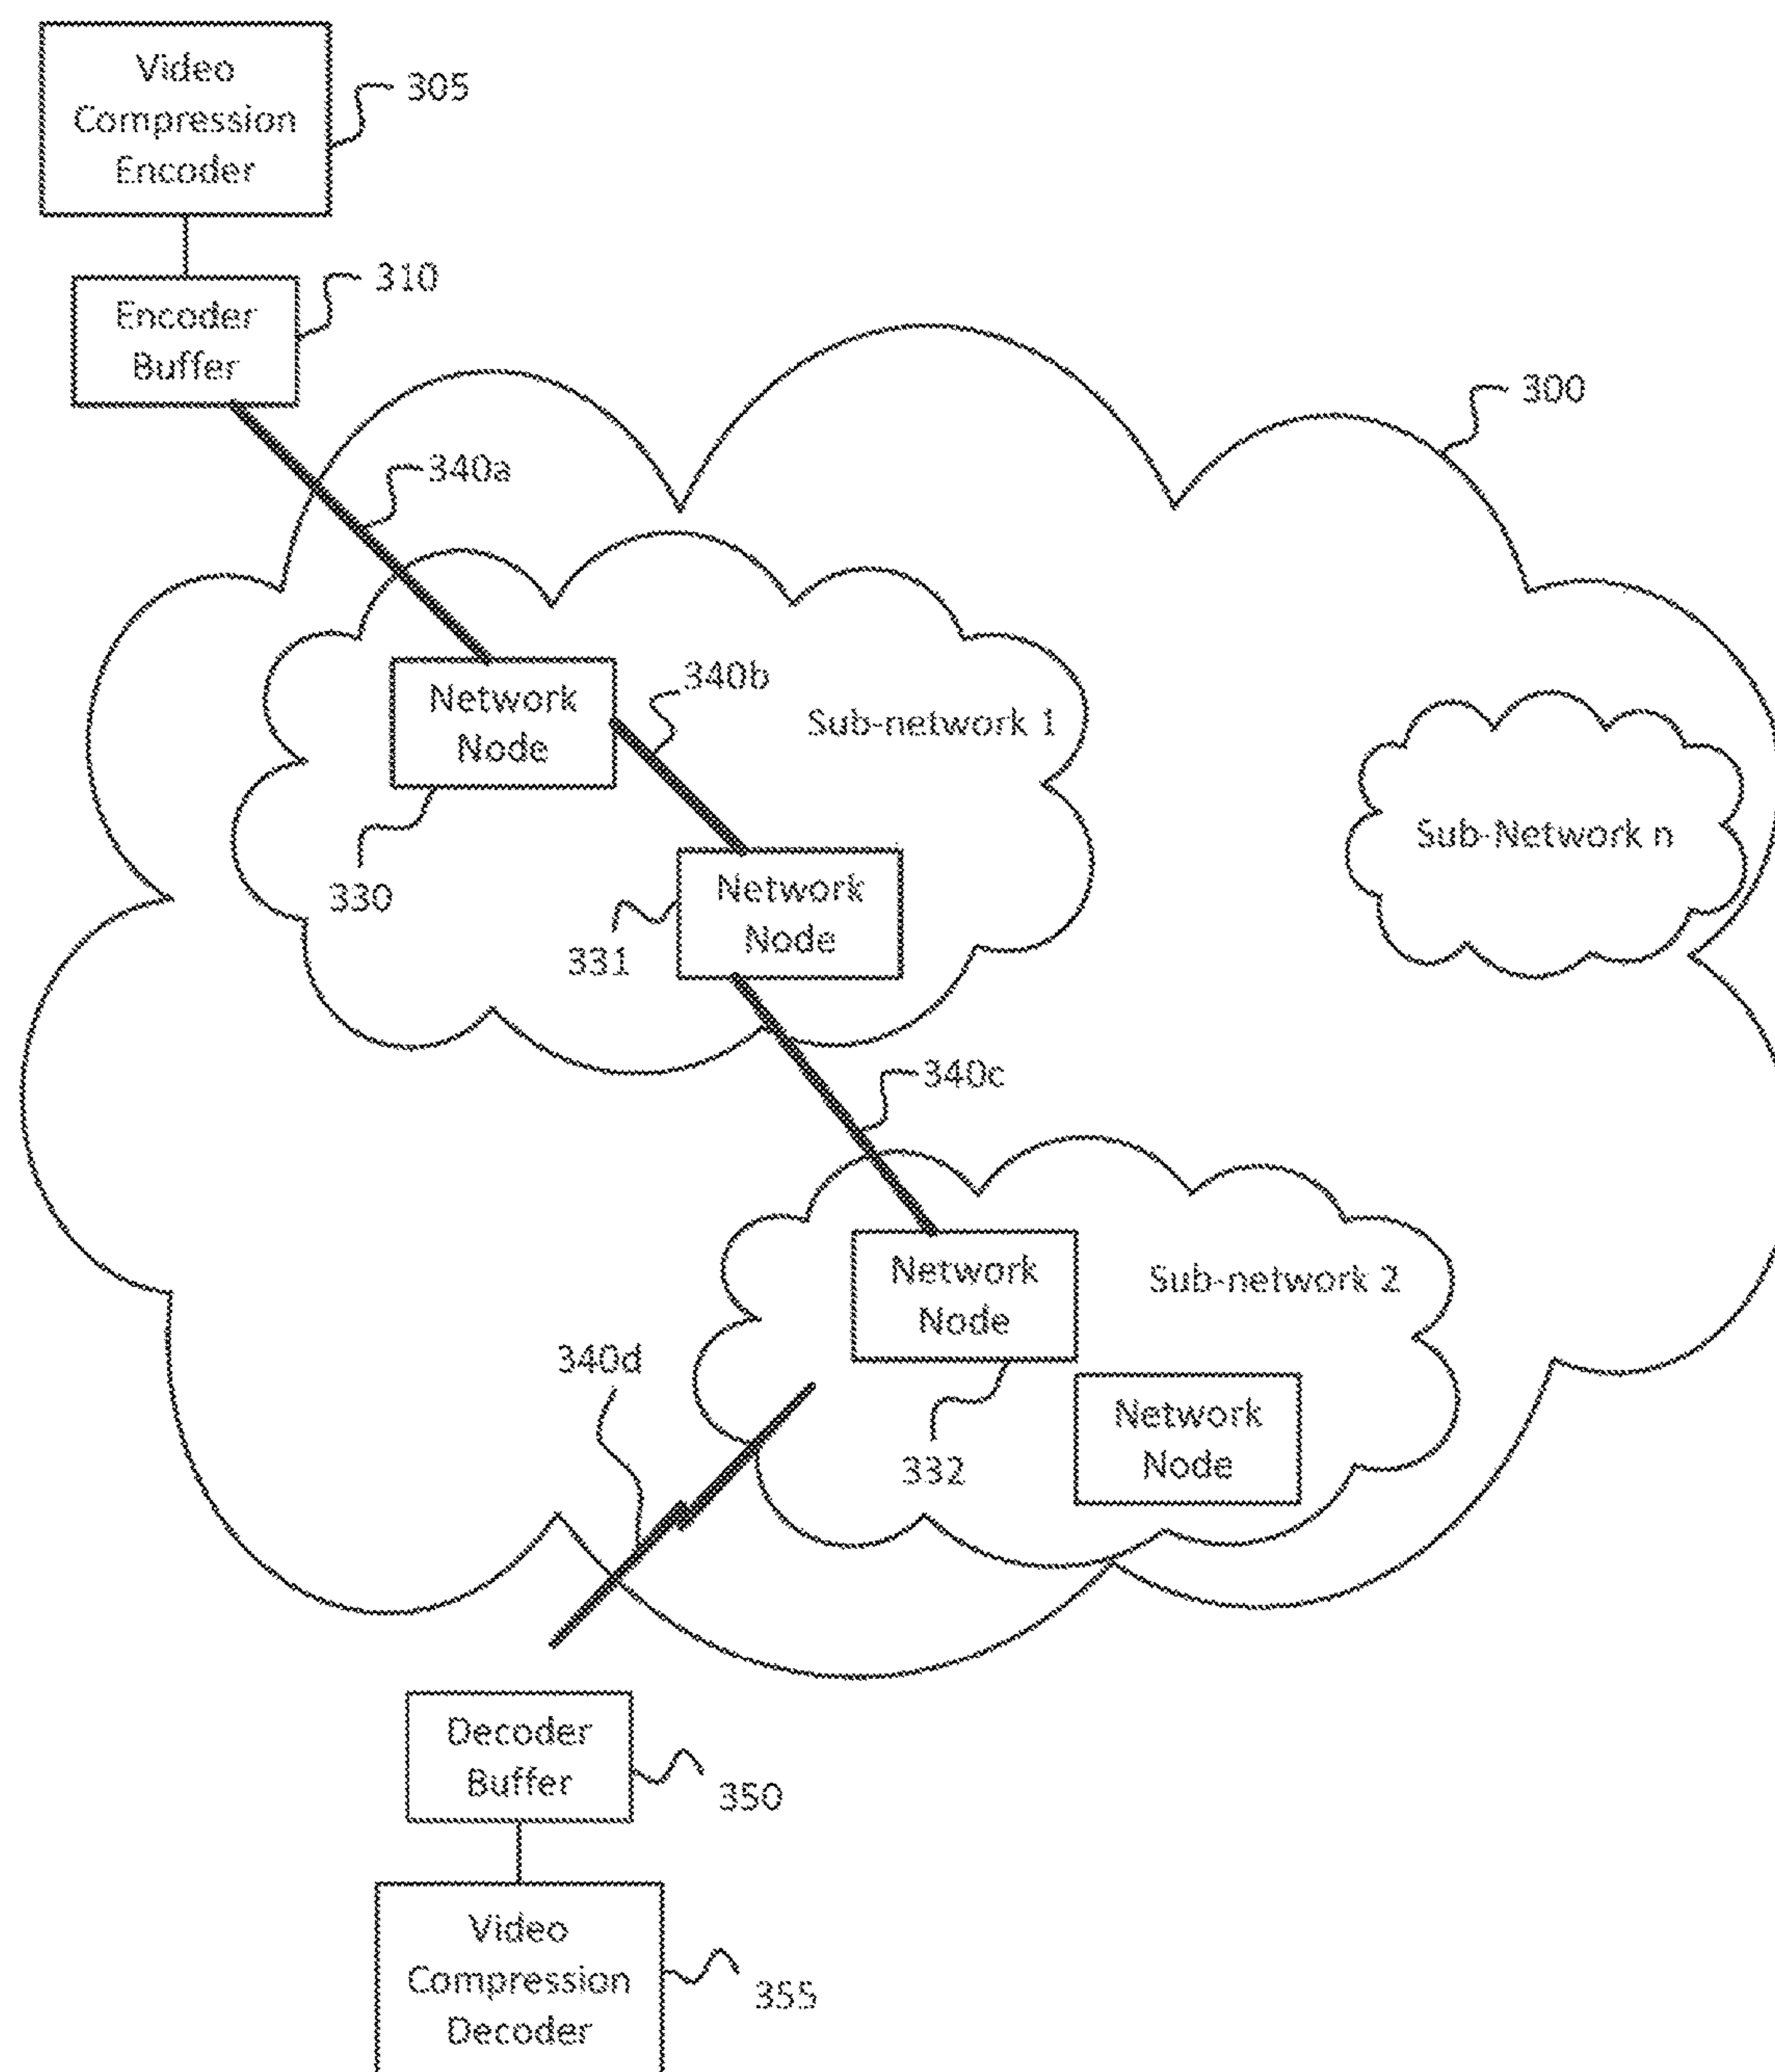 Video
Compression
Encoder
305
310
Encoder
Buffer
300
340a
340b
Network
Node
Sub-network 1
330
Sub-Network n
Network
Node
331
340c
Network
Node
Sub-network 2
340d
332
Network
Node
Decoder
Buffer
350
Video
Compression
Decoder
355